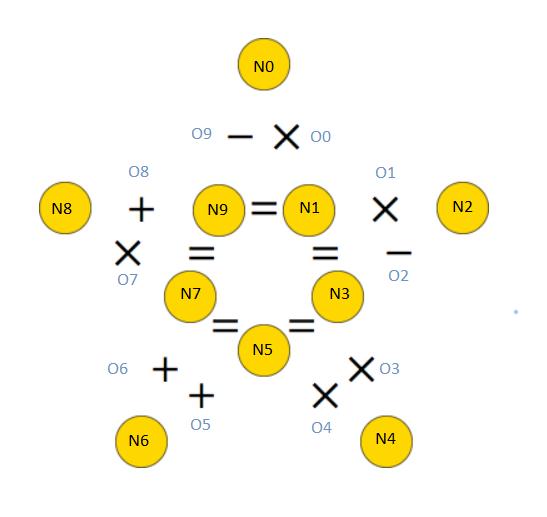 N0
O9 − × O0
O8 O1
N8 + N9 = N1 × N2
× = = −
O7 O2
N7 N3
= =
N5
O6 + × O3
+ ×
O5 O4
N6 N4